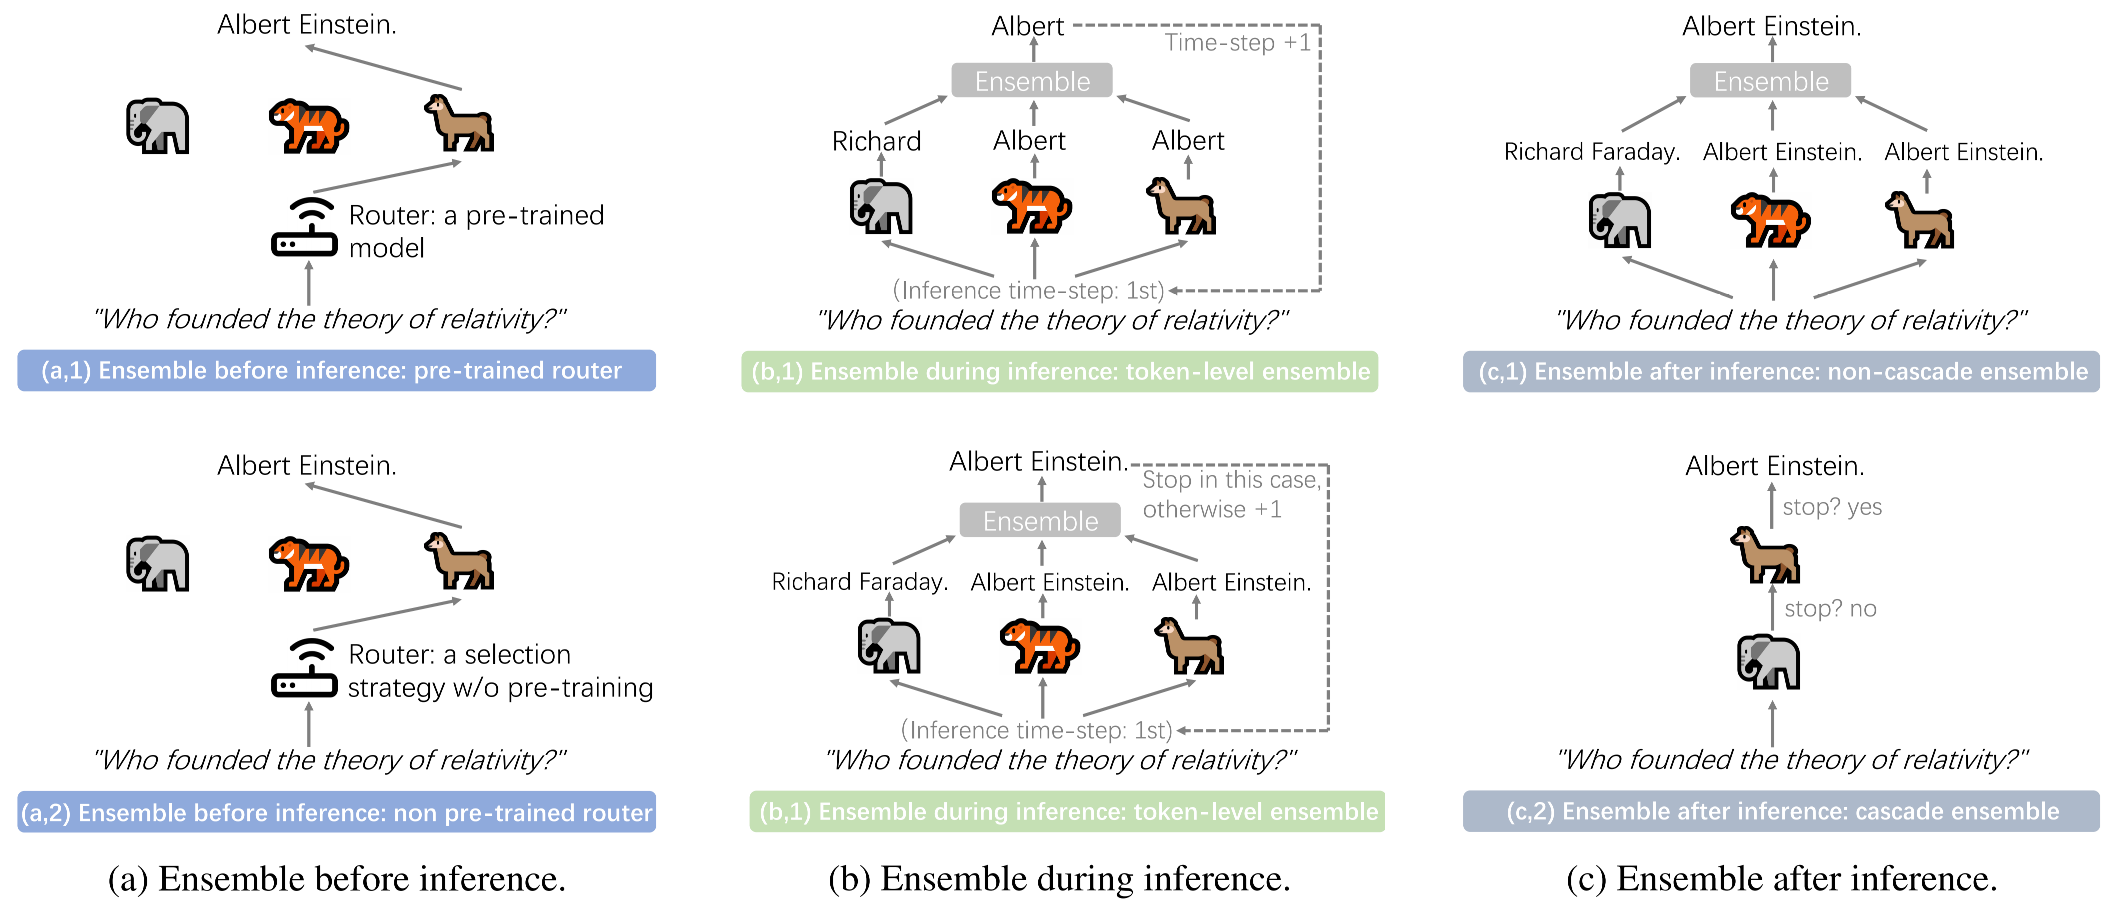 Albert Einstein.
Router: a pre-trained
model
"Who founded the theory of relativity?"
(a,1) Ensemble before inference: pre-trained router
Albert
Time-step +1
Ensemble
Richard
Albert
Albert
(Inference time-step: 1st)
"Who founded the theory of relativity?"
(b,1) Ensemble during inference: token-level ensemble
Albert Einstein.
Ensemble
Richard Faraday.
Albert Einstein.
Albert Einstein.
"Who founded the theory of relativity?"
(c,1) Ensemble after inference: non-cascade ensemble
Albert Einstein.
Router: a selection
strategy w/o pre-training
"Who founded the theory of relativity?"
(a,2) Ensemble before inference: non pre-trained router
Albert Einstein.
Stop in this case,
otherwise +1
Ensemble
Richard Faraday.
Albert Einstein.
Albert Einstein.
(Inference time-step: 1st)
"Who founded the theory of relativity?"
(b,1) Ensemble during inference: token-level ensemble
Albert Einstein.
stop? yes
stop? no
"Who founded the theory of relativity?"
(c,2) Ensemble after inference: cascade ensemble
(a) Ensemble before inference.
(b) Ensemble during inference.
(c) Ensemble after inference.